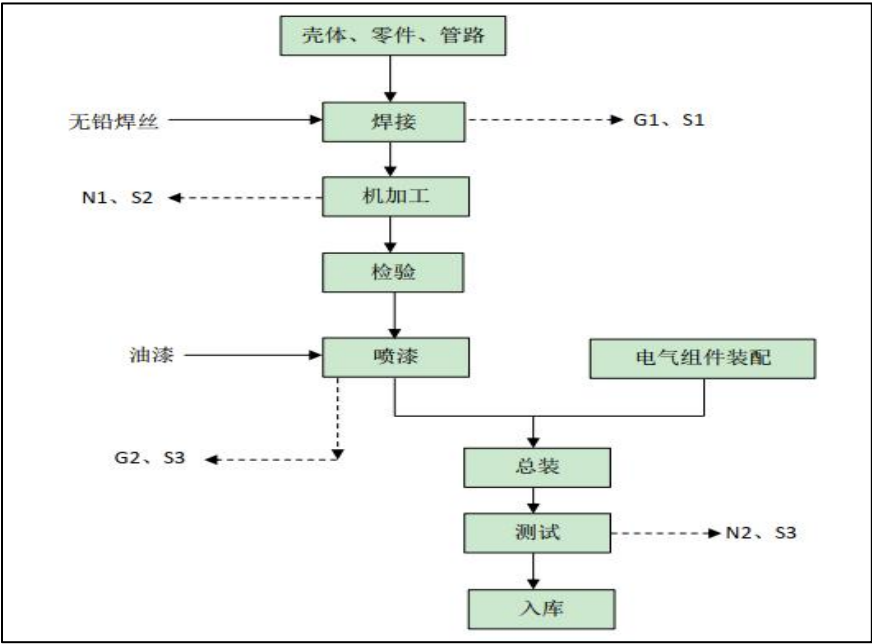 壳体、零件、管路
无铅焊丝
焊接
G1、S1
N1、S2
机加工
检验
油漆
喷漆
电气组件装配
G2、S3
总装
测试
N2、S3
入库